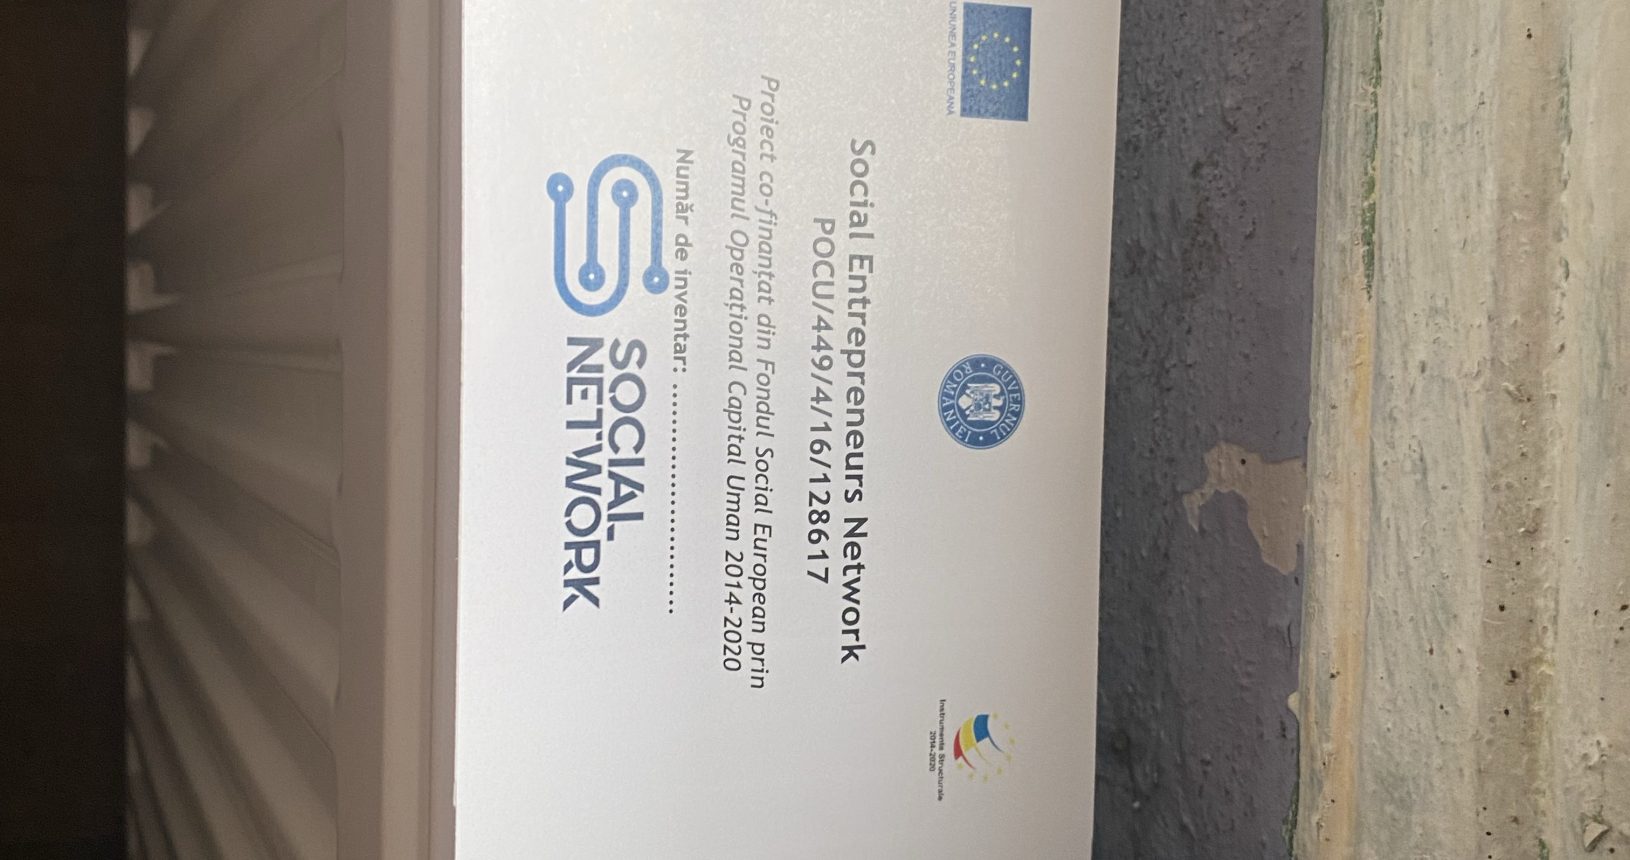 UNIUNEA EUROPEANĂ
GUVERNUL ROMÂNIEI
Instrumente Structurale
2014-2020
Social Entrepreneurs Network
POCU/449/4/16/128617
Proiect co-finanțat din Fondul Social European prin
Programul Operațional Capital Uman 2014-2020
Număr de inventar: ..............................
SOCIAL
NETWORK